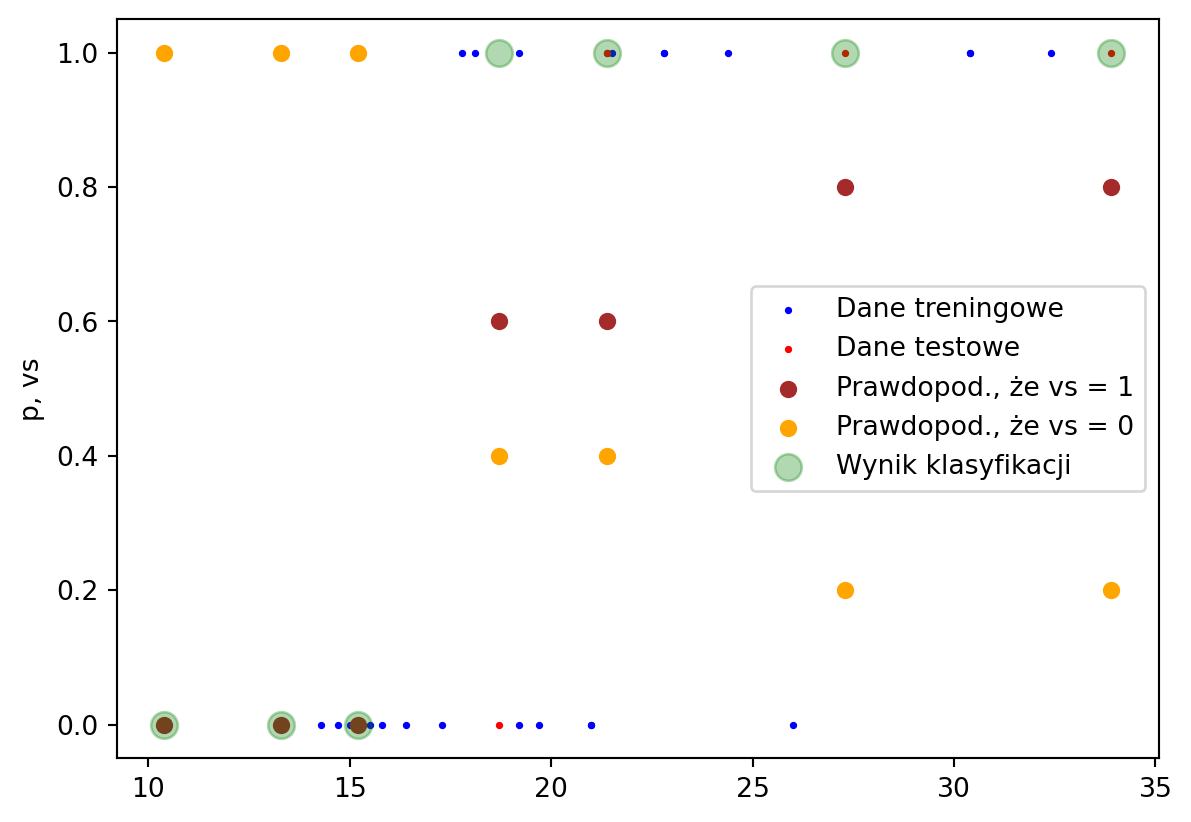 1.0
0.8
0.6
0.4
0.2
0.0
p, vs
Dane treningowe
Dane testowe
Prawdopod., że vs = 1
Prawdopod., że vs = 0
Wynik klasyfikacji
10 15 20 25 30 35